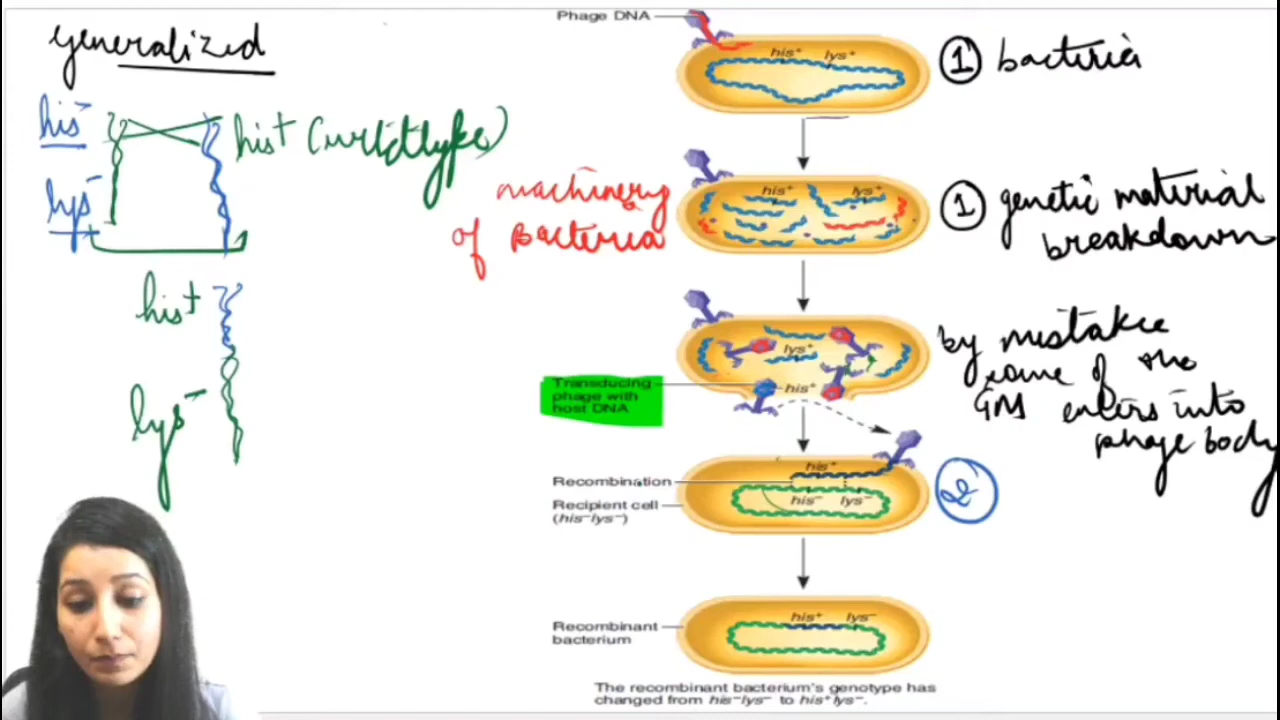 generalized
his⁻
his⁺ (wildtype)
lys⁻
his⁺
lys⁻
machinery
of Bacteria
Phage DNA
his⁺ lys⁺
① bacteria
his⁺ lys⁺
① genetic material
breakdown
lys⁺
his⁺
Transducing
phage with
host DNA
by mistake
some of the
GM enters into
phage body
his⁺
Recombination
his⁻ lys⁻
②
Recipient cell
(his⁻lys⁻)
his⁺ lys⁻
Recombinant
bacterium
The recombinant bacterium's genotype has
changed from his⁻lys⁻ to his⁺lys⁻.